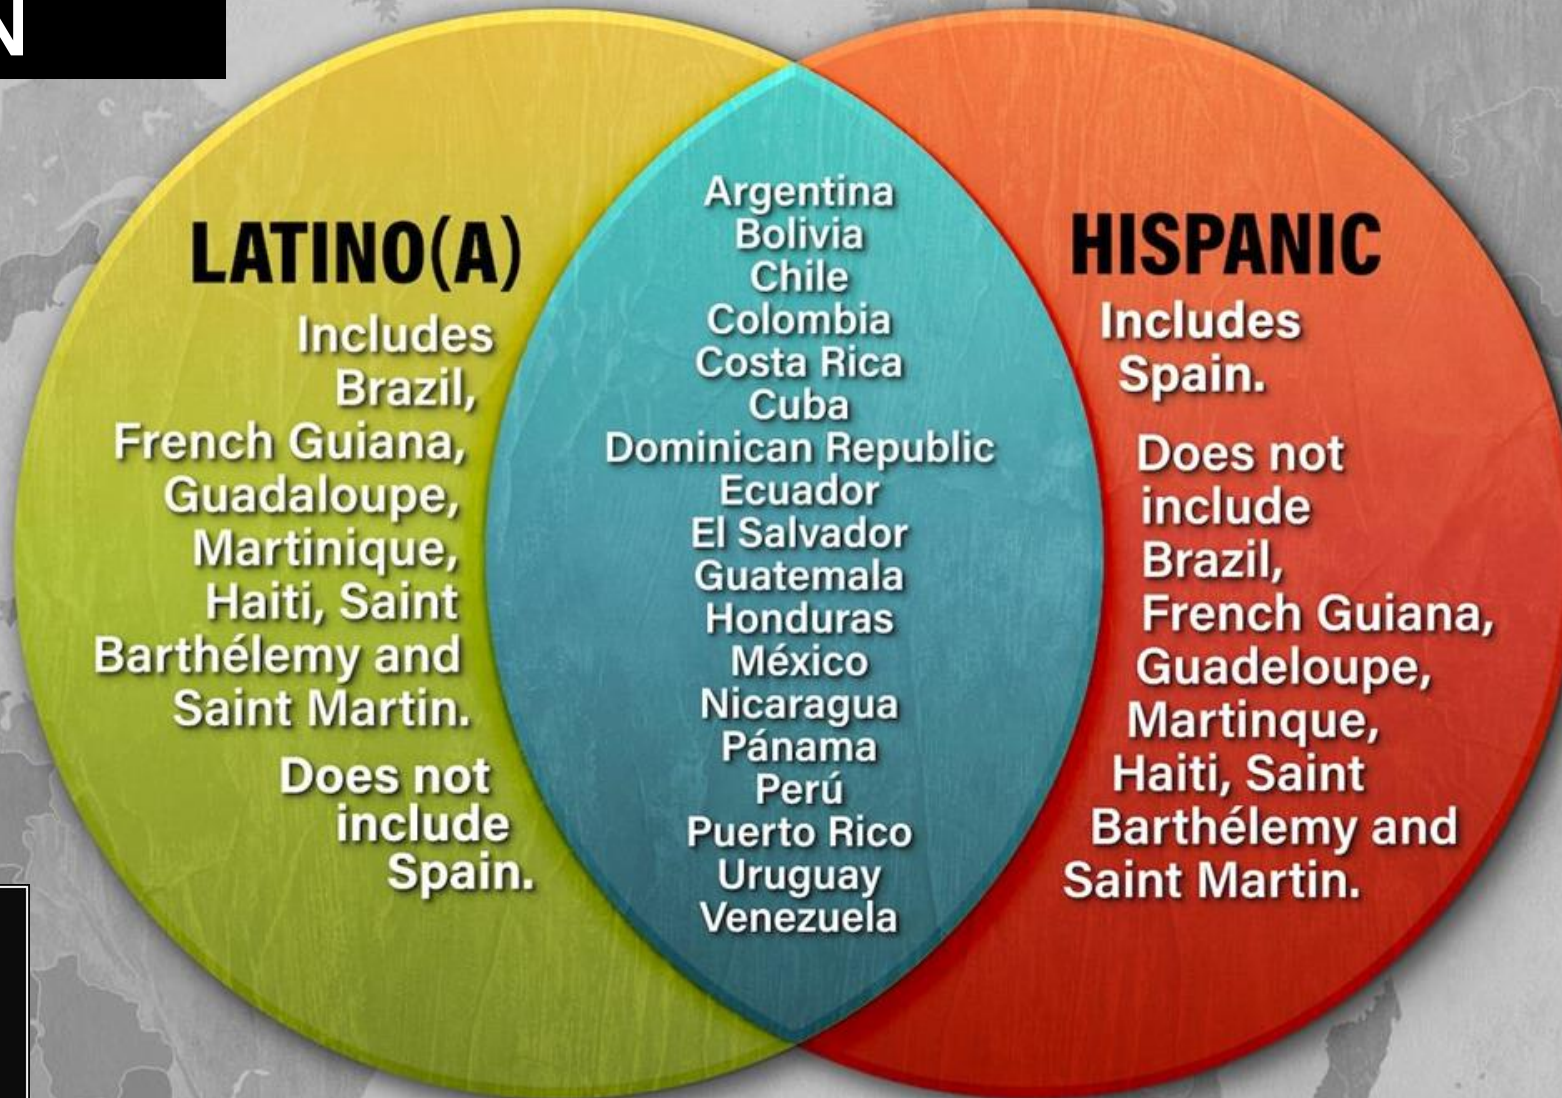 N
LATINO(A)
Includes
Brazil,
French Guiana,
Guadaloupe,
Martinique,
Haiti, Saint
Barthélemy and
Saint Martin.
Does not
include
Spain.
Argentina
Bolivia
Chile
Colombia
Costa Rica
Cuba
Dominican Republic
Ecuador
El Salvador
Guatemala
Honduras
México
Nicaragua
Pánama
Perú
Puerto Rico
Uruguay
Venezuela
HISPANIC
Includes
Spain.
Does not
include
Brazil,
French Guiana,
Guadeloupe,
Martinque,
Haiti, Saint
Barthélemy and
Saint Martin.